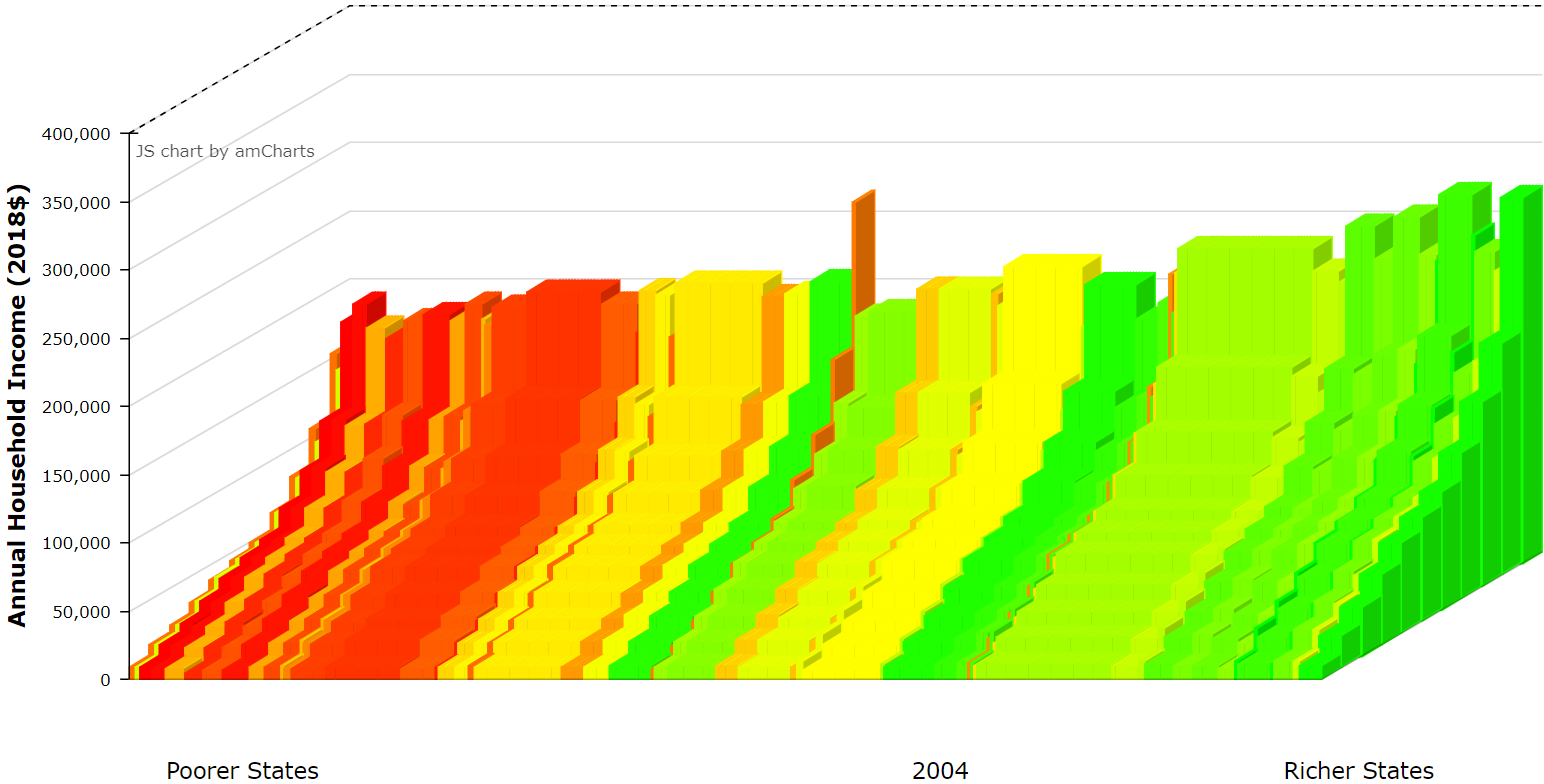 JS chart by amCharts
Annual Household Income (2018$)
400,000
350,000
300,000
250,000
200,000
150,000
100,000
50,000
0
Poorer States
2004
Richer States